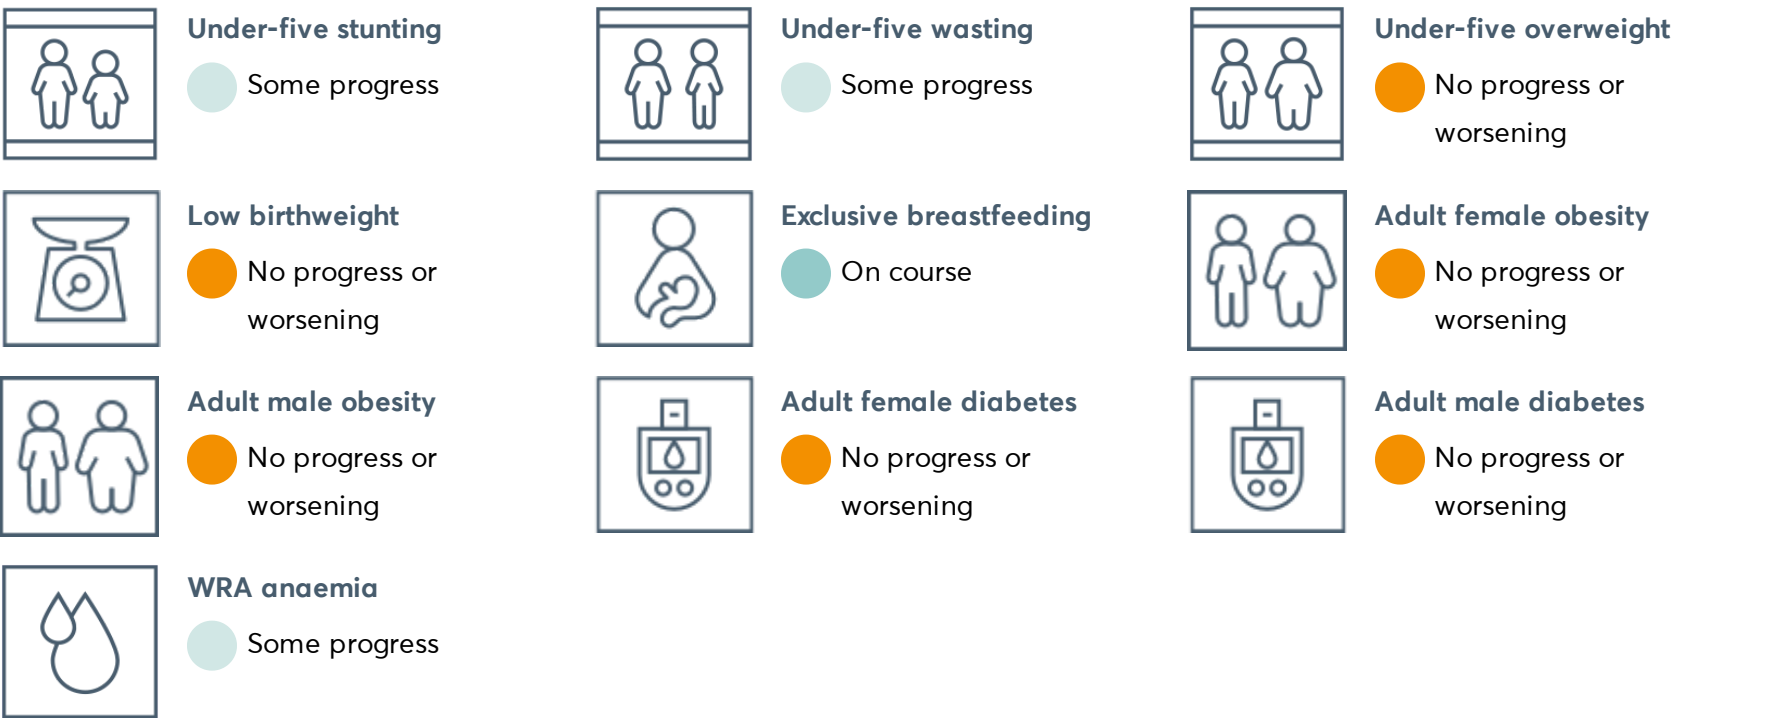 Under-five stunting
Some progress
Under-five wasting
Some progress
Under-five overweight
No progress or
worsening
Low birthweight
No progress or
worsening
Exclusive breastfeeding
On course
Adult female obesity
No progress or
worsening
Adult male obesity
No progress or
worsening
Adult female diabetes
No progress or
worsening
Adult male diabetes
No progress or
worsening
WRA anaemia
Some progress